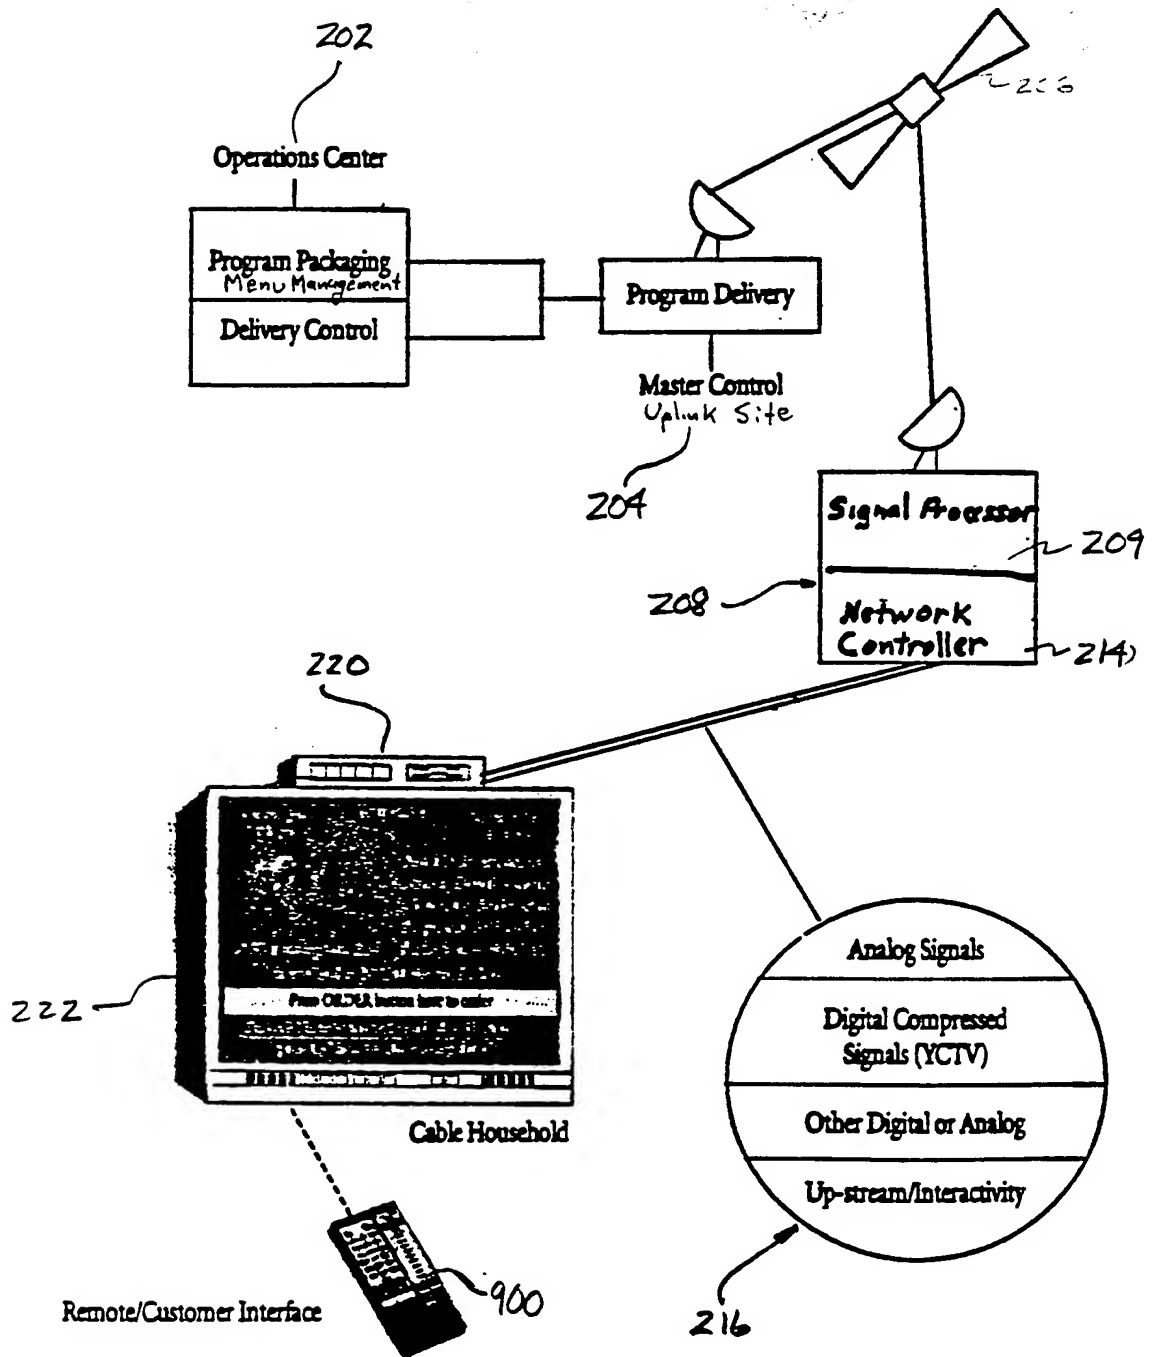 202
Operations Center
Program Packaging
Menu Management
Delivery Control
Program Delivery
Master Control
Uplink Site
204
Signal Processor
209
208
Network
Controller
214
220
Press ORDER button here to order
222
Cable Household
Analog Signals
Digital Compressed
Signals (YCTV)
Other Digital or Analog
Up-stream/Interactivity
216
900
Remote/Customer Interface